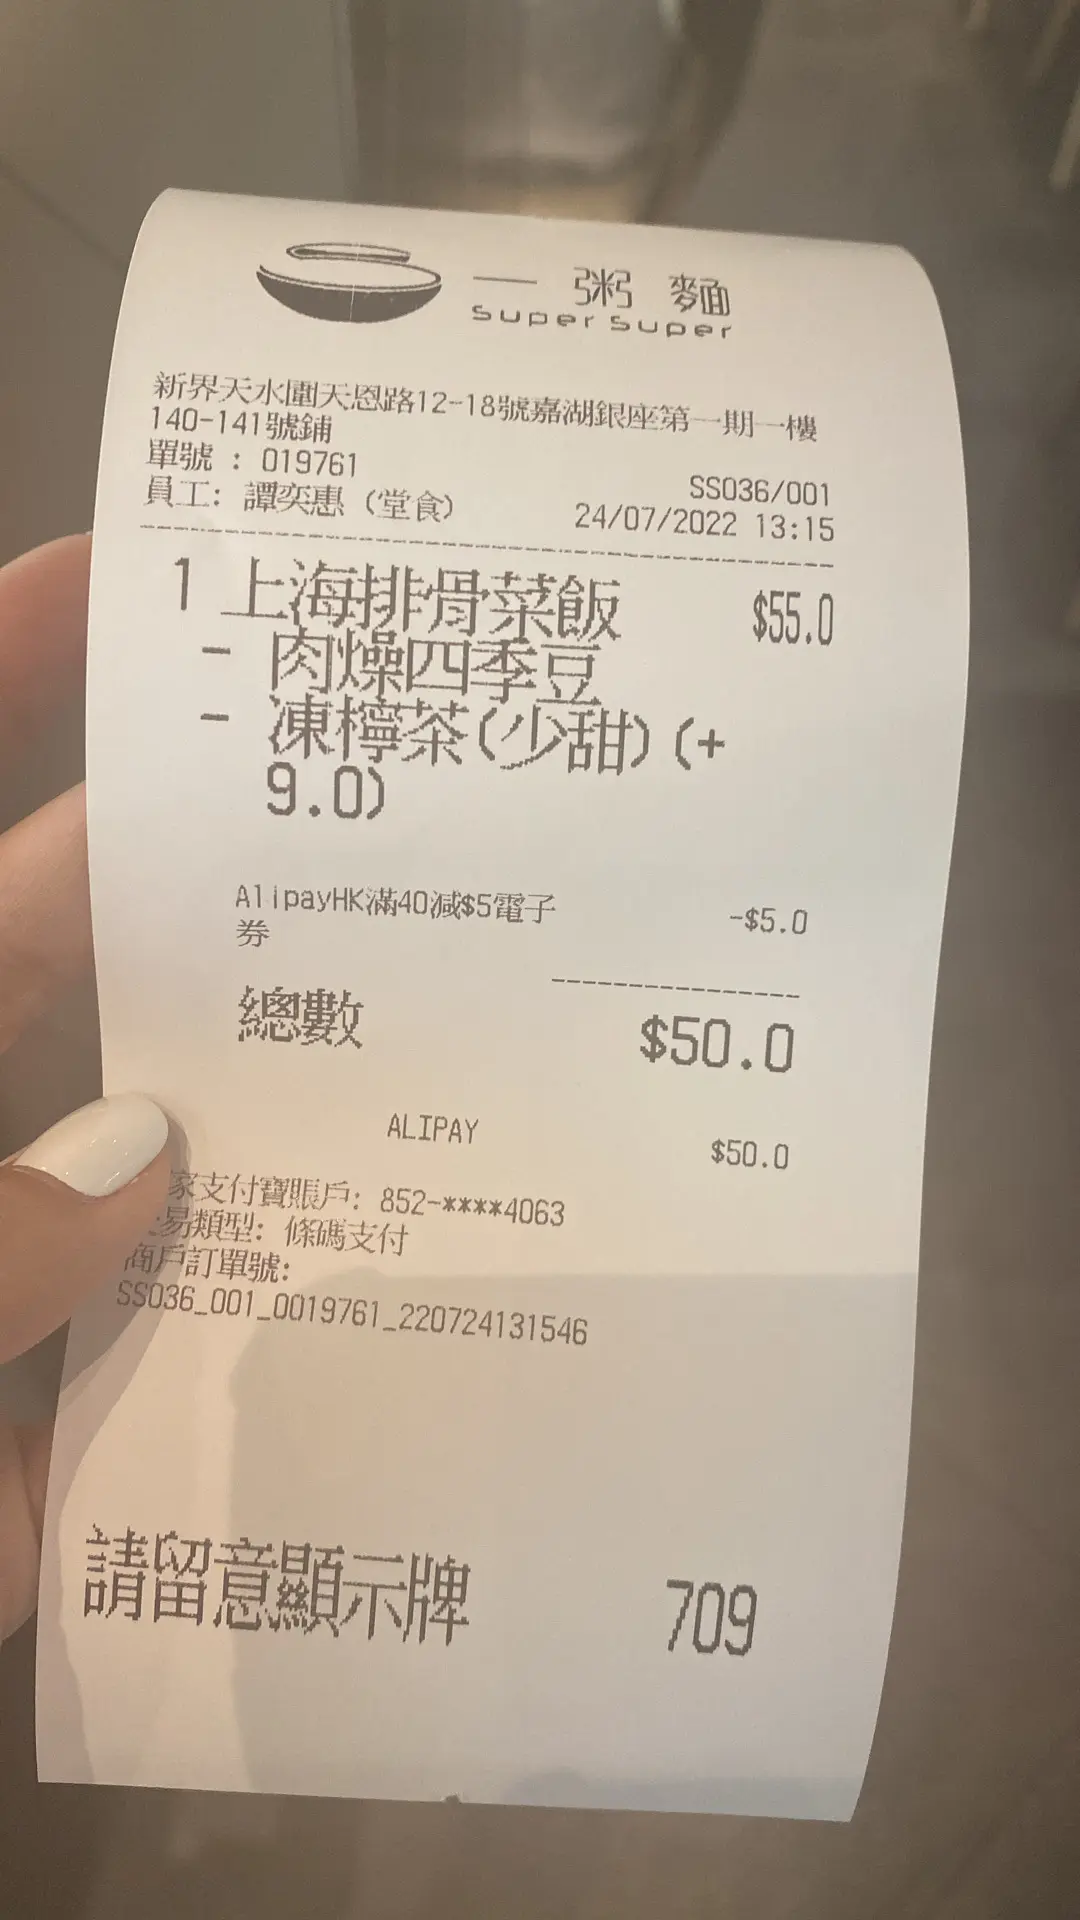 一粥麵
super super
新界天水圍天恩路12-18號嘉湖銀座第一期一樓
140-141號鋪
單號 : 019761
SS036/001
員工: 譚奕惠 (堂食)
24/07/2022 13:15
1 上海排骨菜飯 $55.0
- 肉燥四季豆
- 凍檸茶(少甜) (+
9.0)
AlipayHK滿40減$5電子 -$5.0
券
總數 $50.0
ALIPAY $50.0
家支付寶賬戶: 852-****4063
易類型: 條碼支付
商戶訂單號:
SS036_001_0019761_220724131546
請留意顯示牌 709